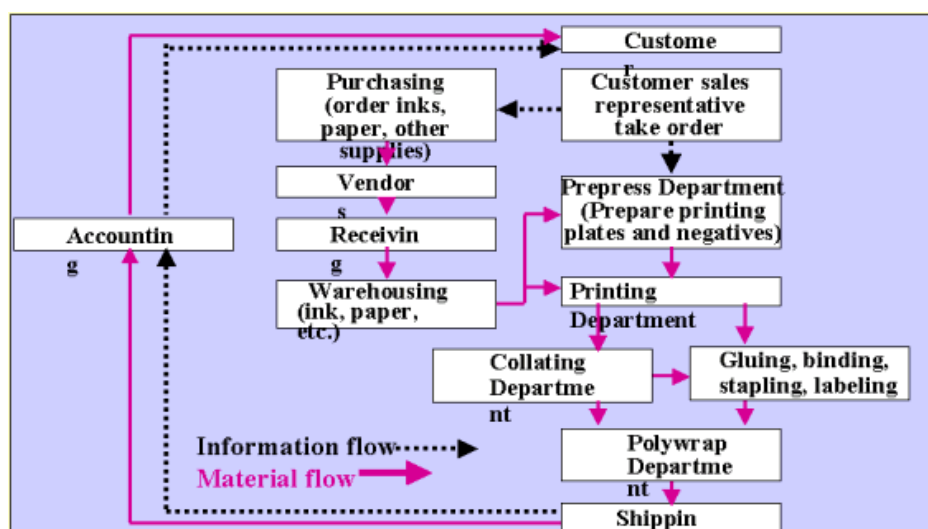 Custome
r
Purchasing
(order inks,
paper, other
supplies)
Customer sales
representative
take order
Vendor
s
Prepress Department
(Prepare printing
plates and negatives)
Accountin
g
Receivin
g
Warehousing
(ink, paper,
etc.)
Printing
Department
Collating
Departme
nt
Gluing, binding,
stapling, labeling
Information flow
Material flow
Polywrap
Departme
nt
Shippin